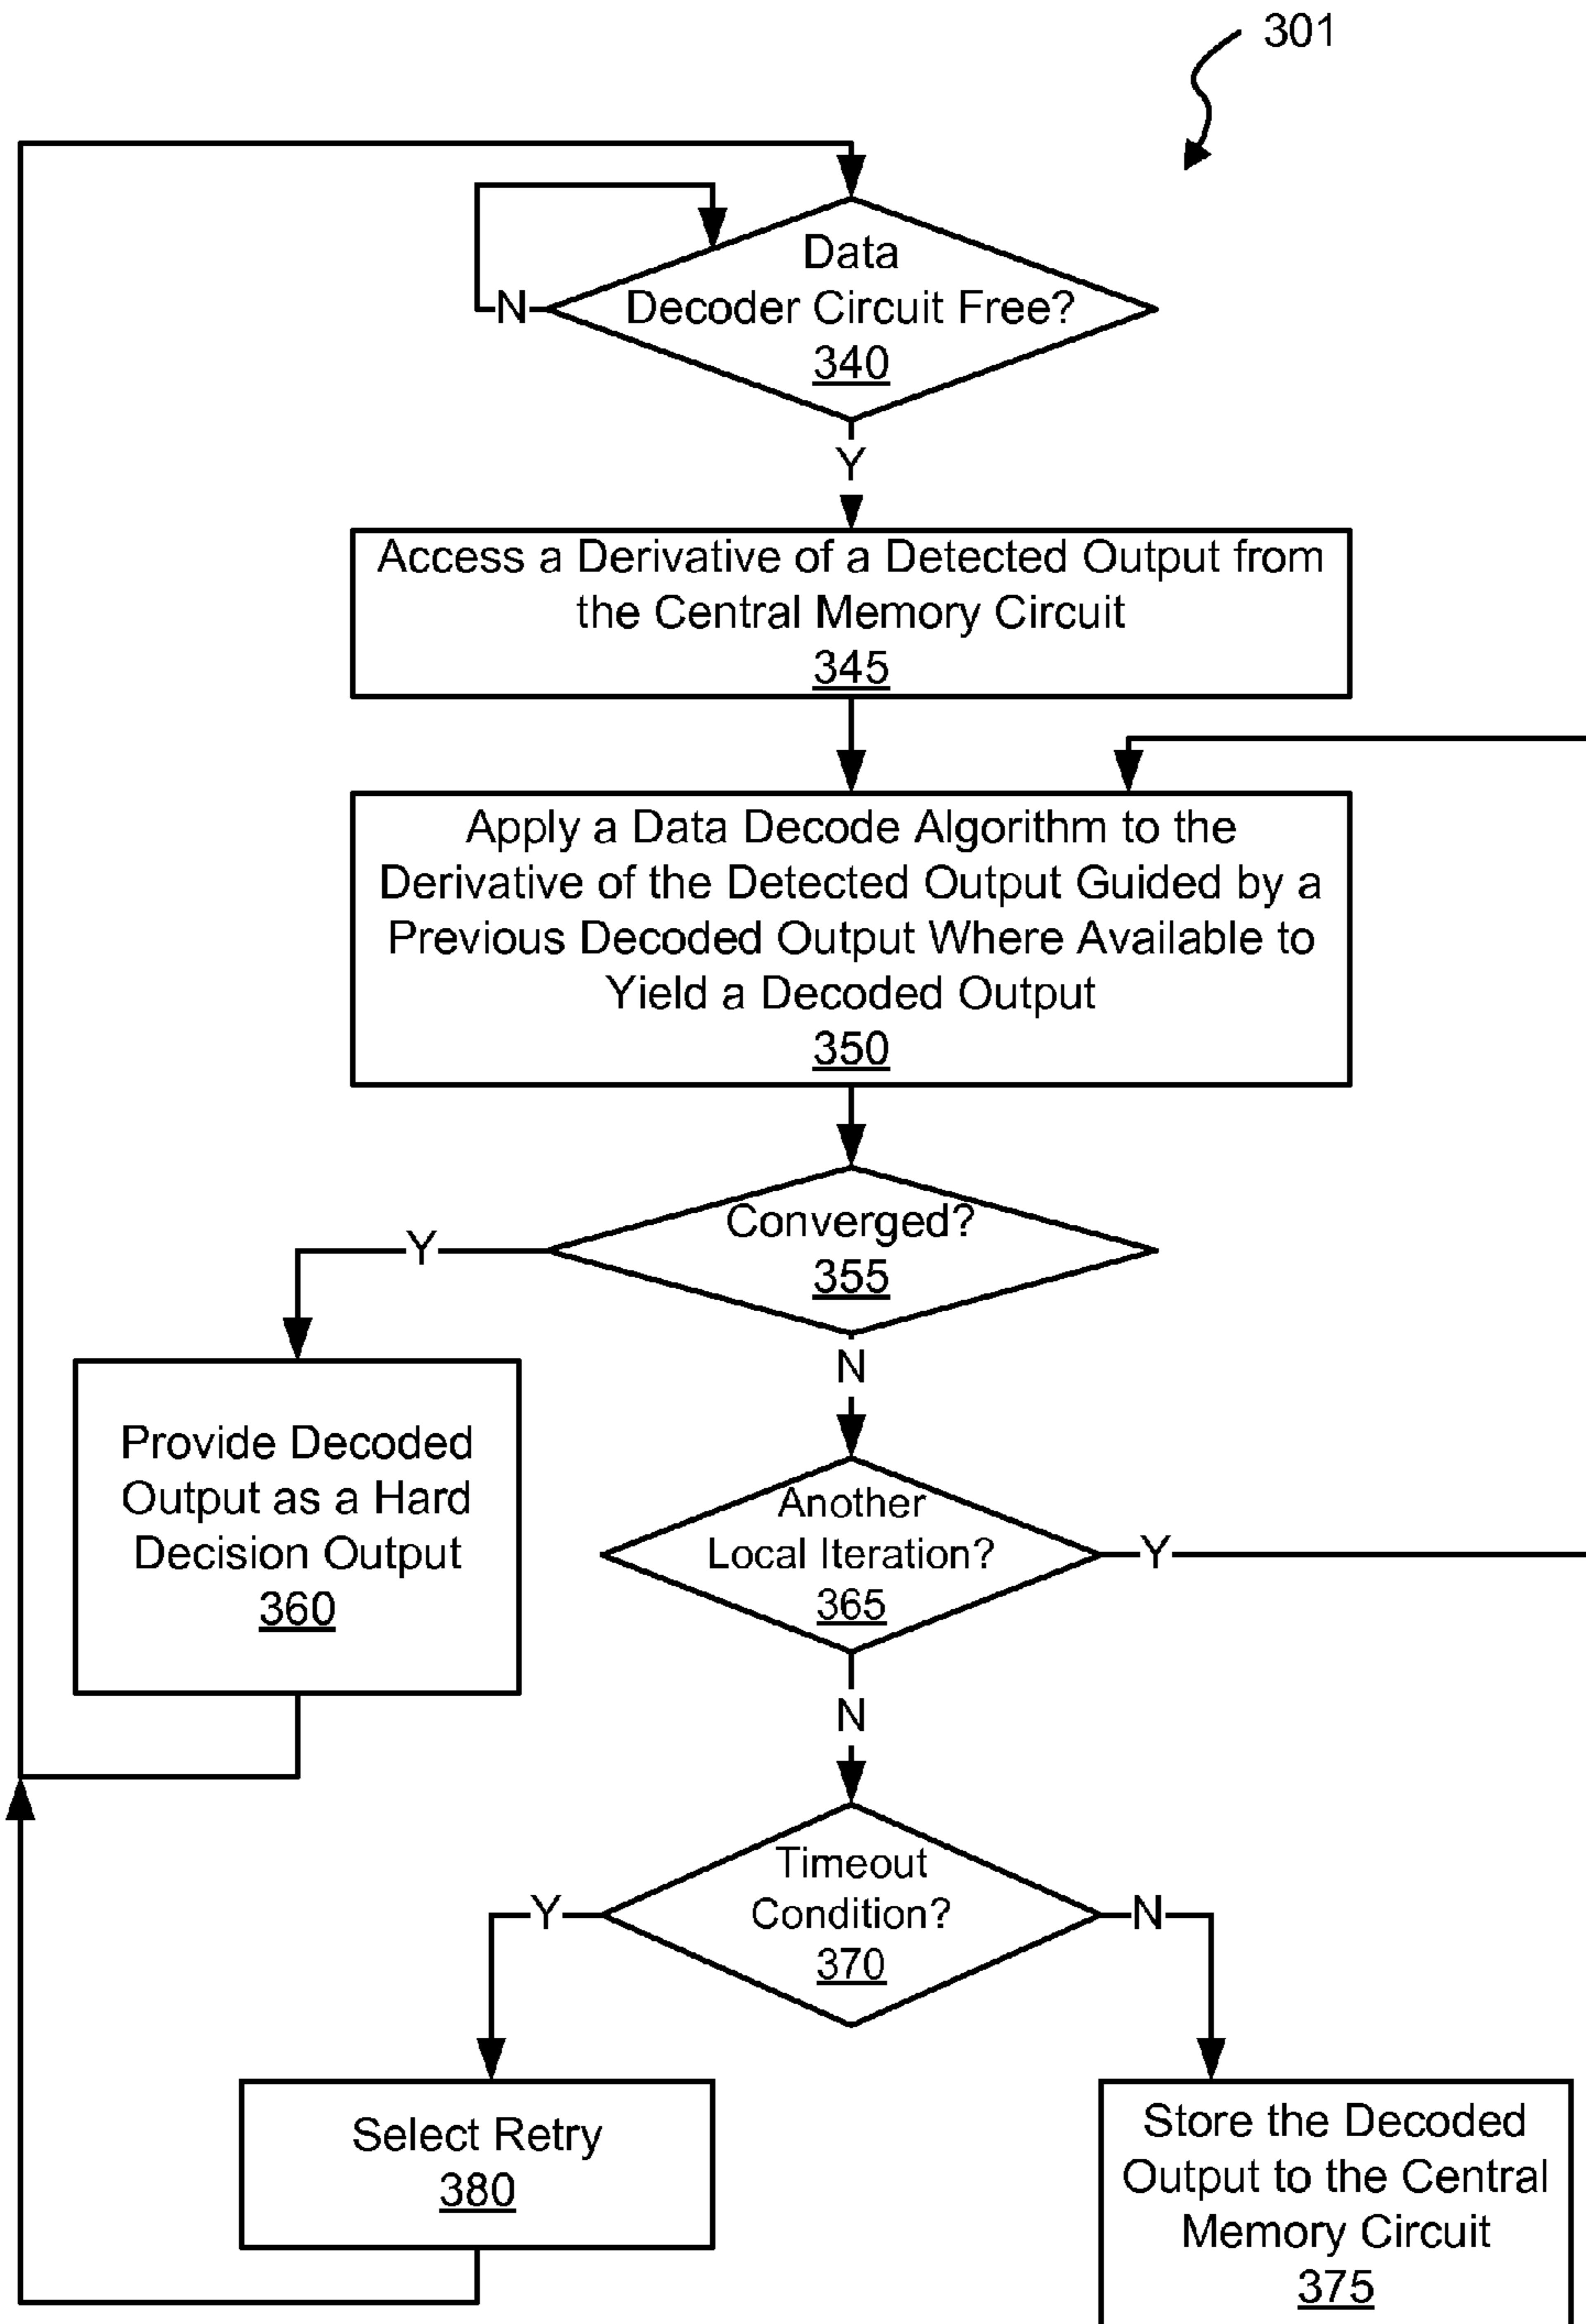 301
Data
Decoder Circuit Free?
340
N
Y
Access a Derivative of a Detected Output from
the Central Memory Circuit
345
Apply a Data Decode Algorithm to the
Derivative of the Detected Output Guided by a
Previous Decoded Output Where Available to
Yield a Decoded Output
350
Converged?
355
Y
N
Provide Decoded
Output as a Hard
Decision Output
360
Another
Local Iteration?
365
Y
N
Timeout
Condition?
370
Y
N
Select Retry
380
Store the Decoded
Output to the Central
Memory Circuit
375